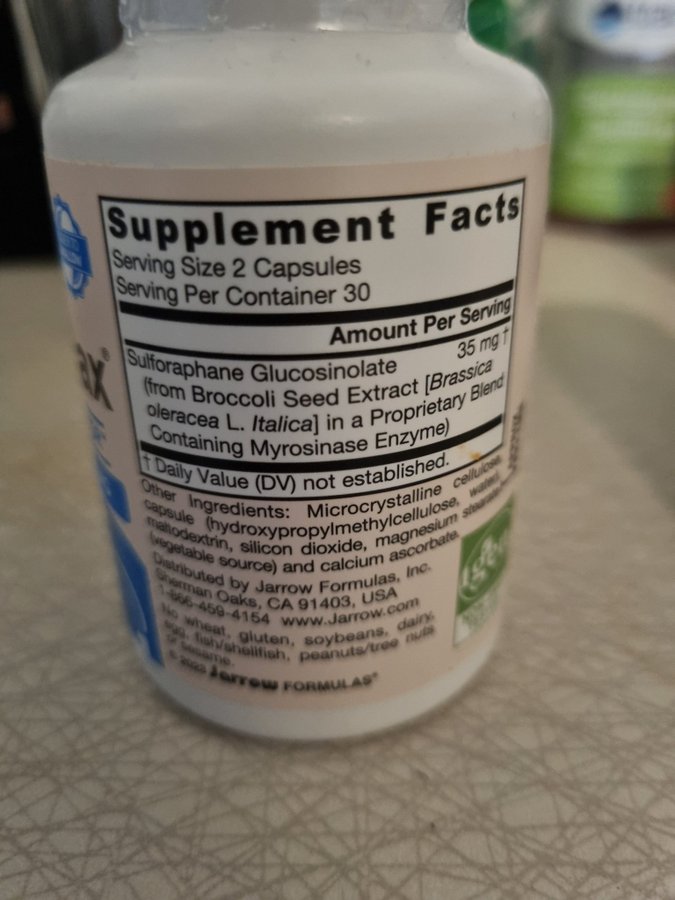 Supplement Facts
Serving Size 2 Capsules
Serving Per Container 30
Amount Per Serving
Sulforaphane Glucosinolate 35 mg †
(from Broccoli Seed Extract [Brassica
oleracea L. Italica] in a Proprietary Blend
Containing Myrosinase Enzyme)
† Daily Value (DV) not established.
Other Ingredients: Microcrystalline cellulose,
capsule (hydroxypropylmethylcellulose, water),
maltodextrin, silicon dioxide, magnesium stearate
(vegetable source) and calcium ascorbate.
Distributed by Jarrow Formulas, Inc.
Sherman Oaks, CA 91403, USA
1-866-459-4154 www.Jarrow.com
No wheat, gluten, soybeans, dairy,
egg, fish/shellfish, peanuts/tree nuts
or sesame.
Jarrow FORMULAS®
ax®